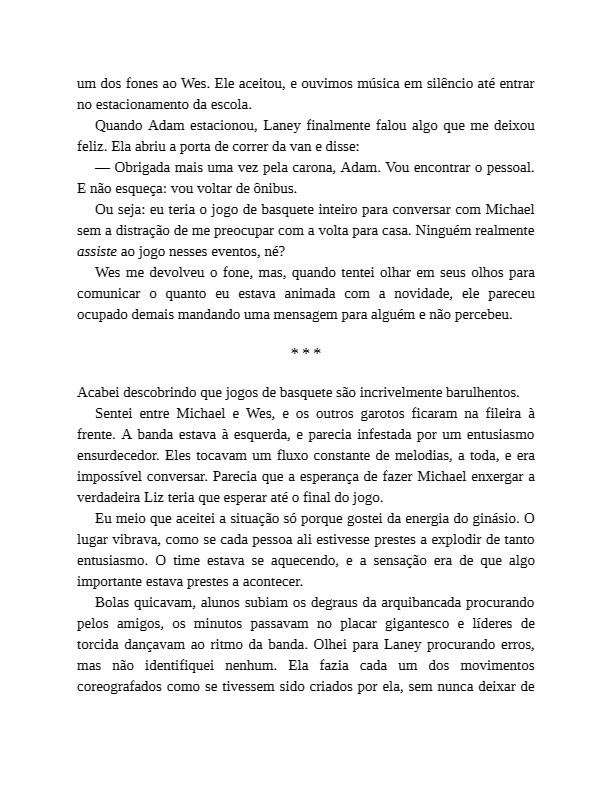 um dos fones ao Wes. Ele aceitou, e ouvimos música em silêncio até entrar
no estacionamento da escola.
Quando Adam estacionou, Laney finalmente falou algo que me deixou
feliz. Ela abriu a porta de correr da van e disse:
— Obrigada mais uma vez pela carona, Adam. Vou encontrar o pessoal.
E não esqueça: vou voltar de ônibus.
Ou seja: eu teria o jogo de basquete inteiro para conversar com Michael
sem a distração de me preocupar com a volta para casa. Ninguém realmente
assiste ao jogo nesses eventos, né?
Wes me devolveu o fone, mas, quando tentei olhar em seus olhos para
comunicar o quanto eu estava animada com a novidade, ele pareceu
ocupado demais mandando uma mensagem para alguém e não percebeu.
* * *
Acabei descobrindo que jogos de basquete são incrivelmente barulhentos.
Sentei entre Michael e Wes, e os outros garotos ficaram na fileira à
frente. A banda estava à esquerda, e parecia infestada por um entusiasmo
ensurdecedor. Eles tocavam um fluxo constante de melodias, a toda, e era
impossível conversar. Parecia que a esperança de fazer Michael enxergar a
verdadeira Liz teria que esperar até o final do jogo.
Eu meio que aceitei a situação só porque gostei da energia do ginásio. O
lugar vibrava, como se cada pessoa ali estivesse prestes a explodir de tanto
entusiasmo. O time estava se aquecendo, e a sensação era de que algo
importante estava prestes a acontecer.
Bolas quicavam, alunos subiam os degraus da arquibancada procurando
pelos amigos, os minutos passavam no placar gigantesco e líderes de
torcida dançavam ao ritmo da banda. Olhei para Laney procurando erros,
mas não identifiquei nenhum. Ela fazia cada um dos movimentos
coreografados como se tivessem sido criados por ela, sem nunca deixar de